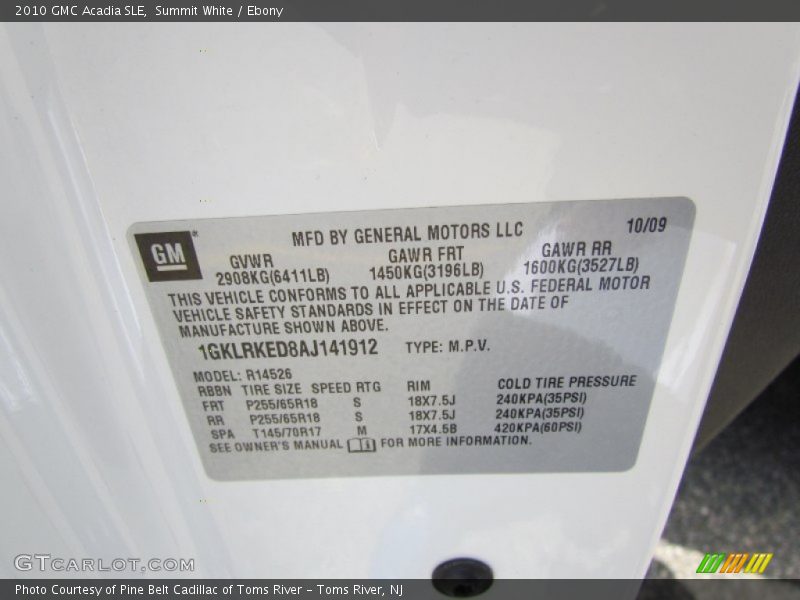 2010 GMC Acadia SLE,  Summit White / Ebony
GM
MFD BY GENERAL MOTORS LLC
10/09
GVWR GAWR FRT GAWR RR
2908KG(6411LB) 1450KG(3196LB) 1600KG(3527LB)
THIS VEHICLE CONFORMS TO ALL APPLICABLE U.S. FEDERAL MOTOR
VEHICLE SAFETY STANDARDS IN EFFECT ON THE DATE OF
MANUFACTURE SHOWN ABOVE.
1GKLRKED8AJ141912 TYPE: M.P.V.
MODEL: R14526
RBBN TIRE SIZE SPEED RTG RIM COLD TIRE PRESSURE
FRT P255/65R18 S 18X7.5J 240KPA(35PSI)
RR P255/65R18 S 18X7.5J 240KPA(35PSI)
SPA T145/70R17 M 17X4.5B 420KPA(60PSI)
SEE OWNER'S MANUAL FOR MORE INFORMATION.
GTCARLOT.COM
Photo Courtesy of Pine Belt Cadillac of Toms River - Toms River, NJ